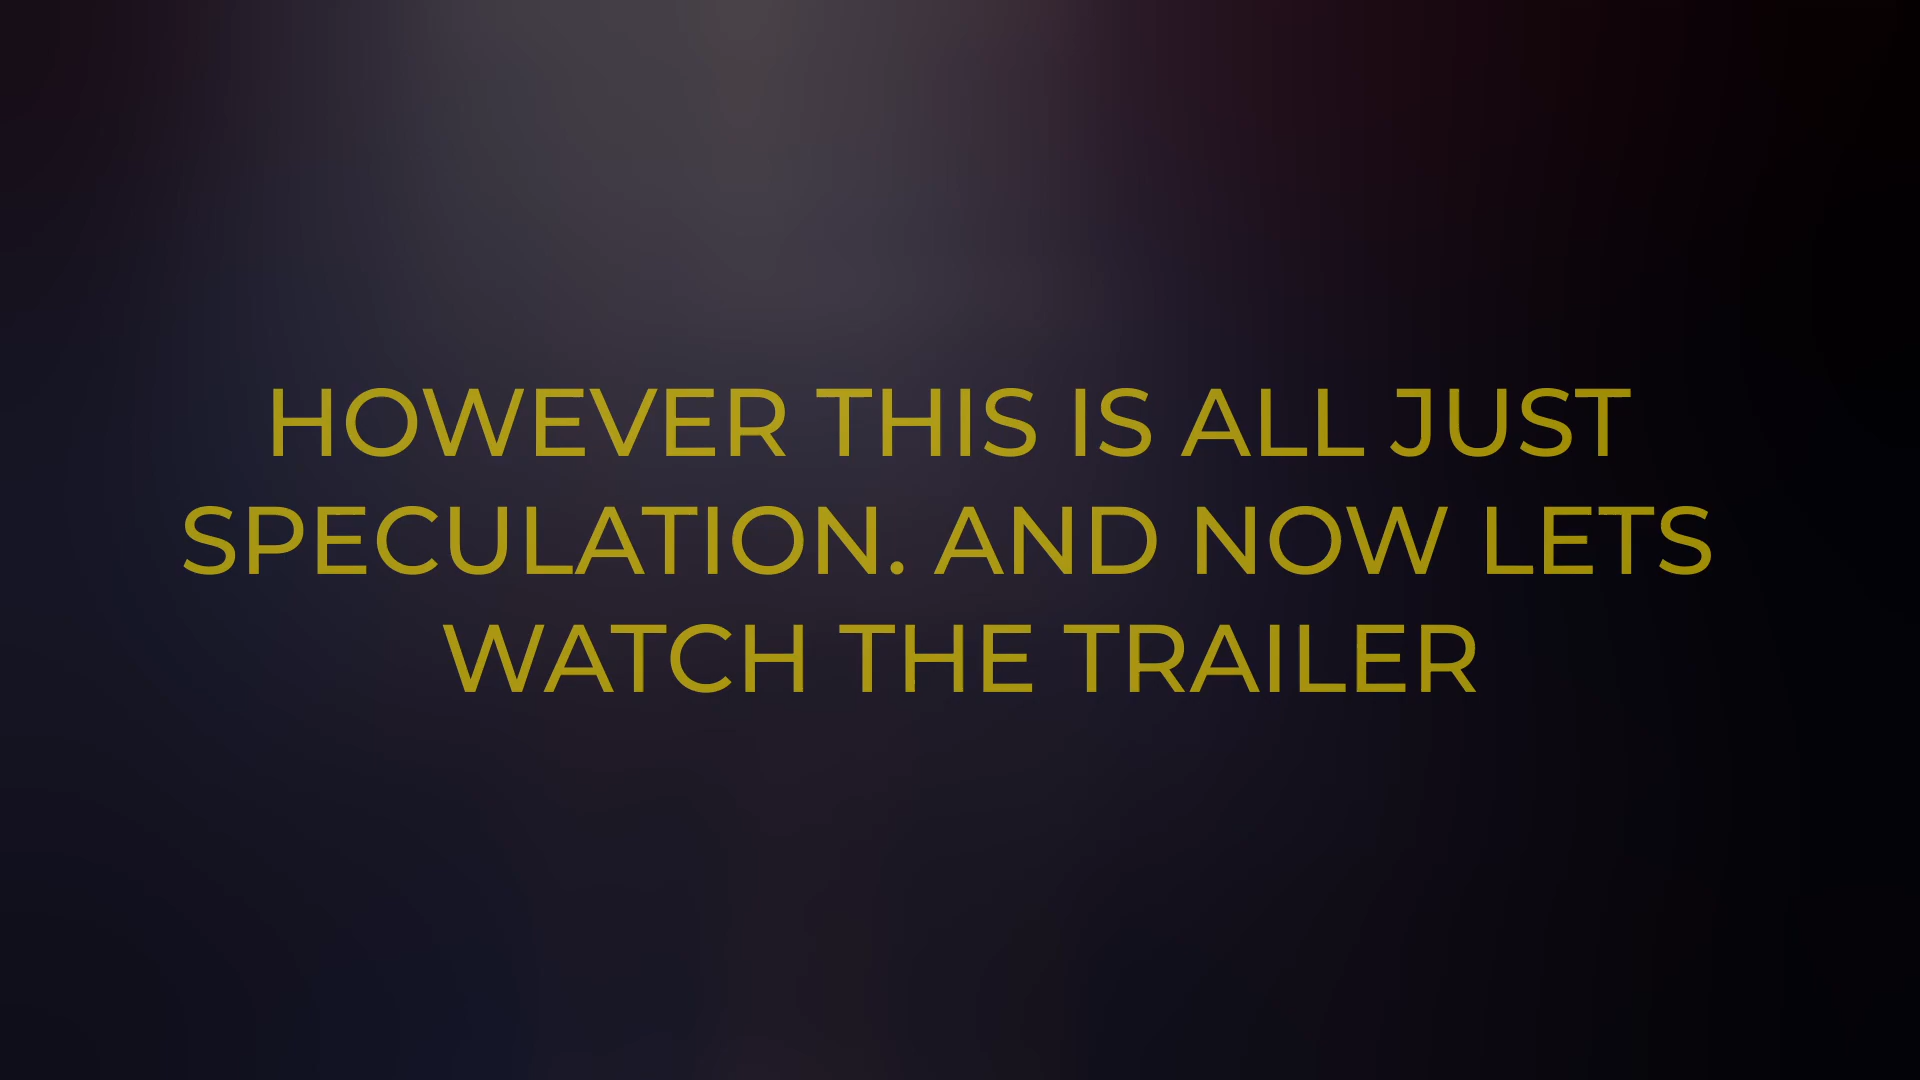 HOWEVER THIS IS ALL JUST
SPECULATION. AND NOW LETS
WATCH THE TRAILER